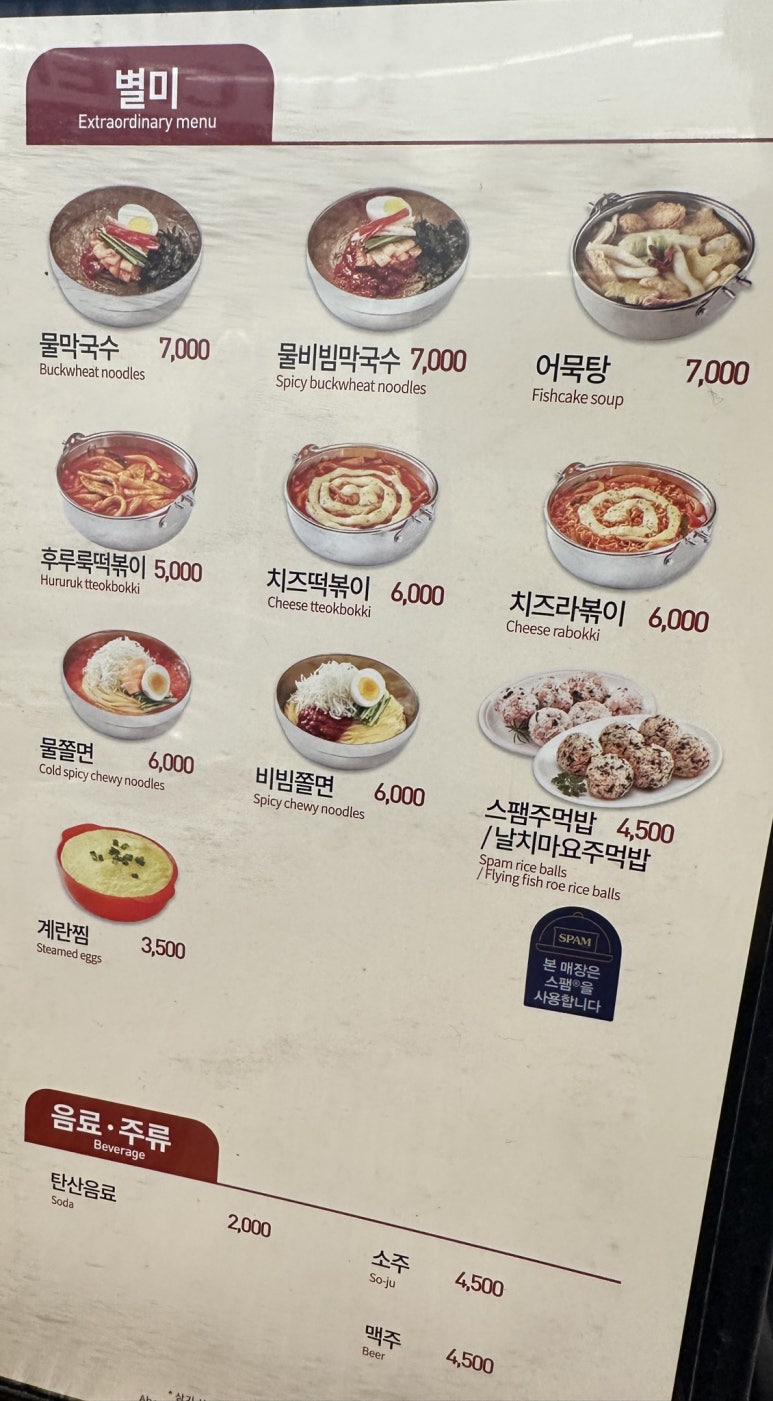 별미
Extraordinary menu
물막국수 7,000
Buckwheat noodles
물비빔막국수 7,000
Spicy buckwheat noodles
어묵탕 7,000
Fishcake soup
후루룩떡볶이 5,000
Hururuk tteokbokki
치즈떡볶이 6,000
Cheese tteokbokki
치즈라볶이 6,000
Cheese rabokki
물쫄면 6,000
Cold spicy chewy noodles
비빔쫄면 6,000
Spicy chewy noodles
스팸주먹밥 4,500
/날치마요주먹밥
Spam rice balls
/Flying fish roe rice balls
계란찜 3,500
Steamed eggs
SPAM
본 매장은
스팸®을
사용합니다
음료·주류
Beverage
탄산음료 2,000
Soda
소주 4,500
So-ju
맥주 4,500
Beer